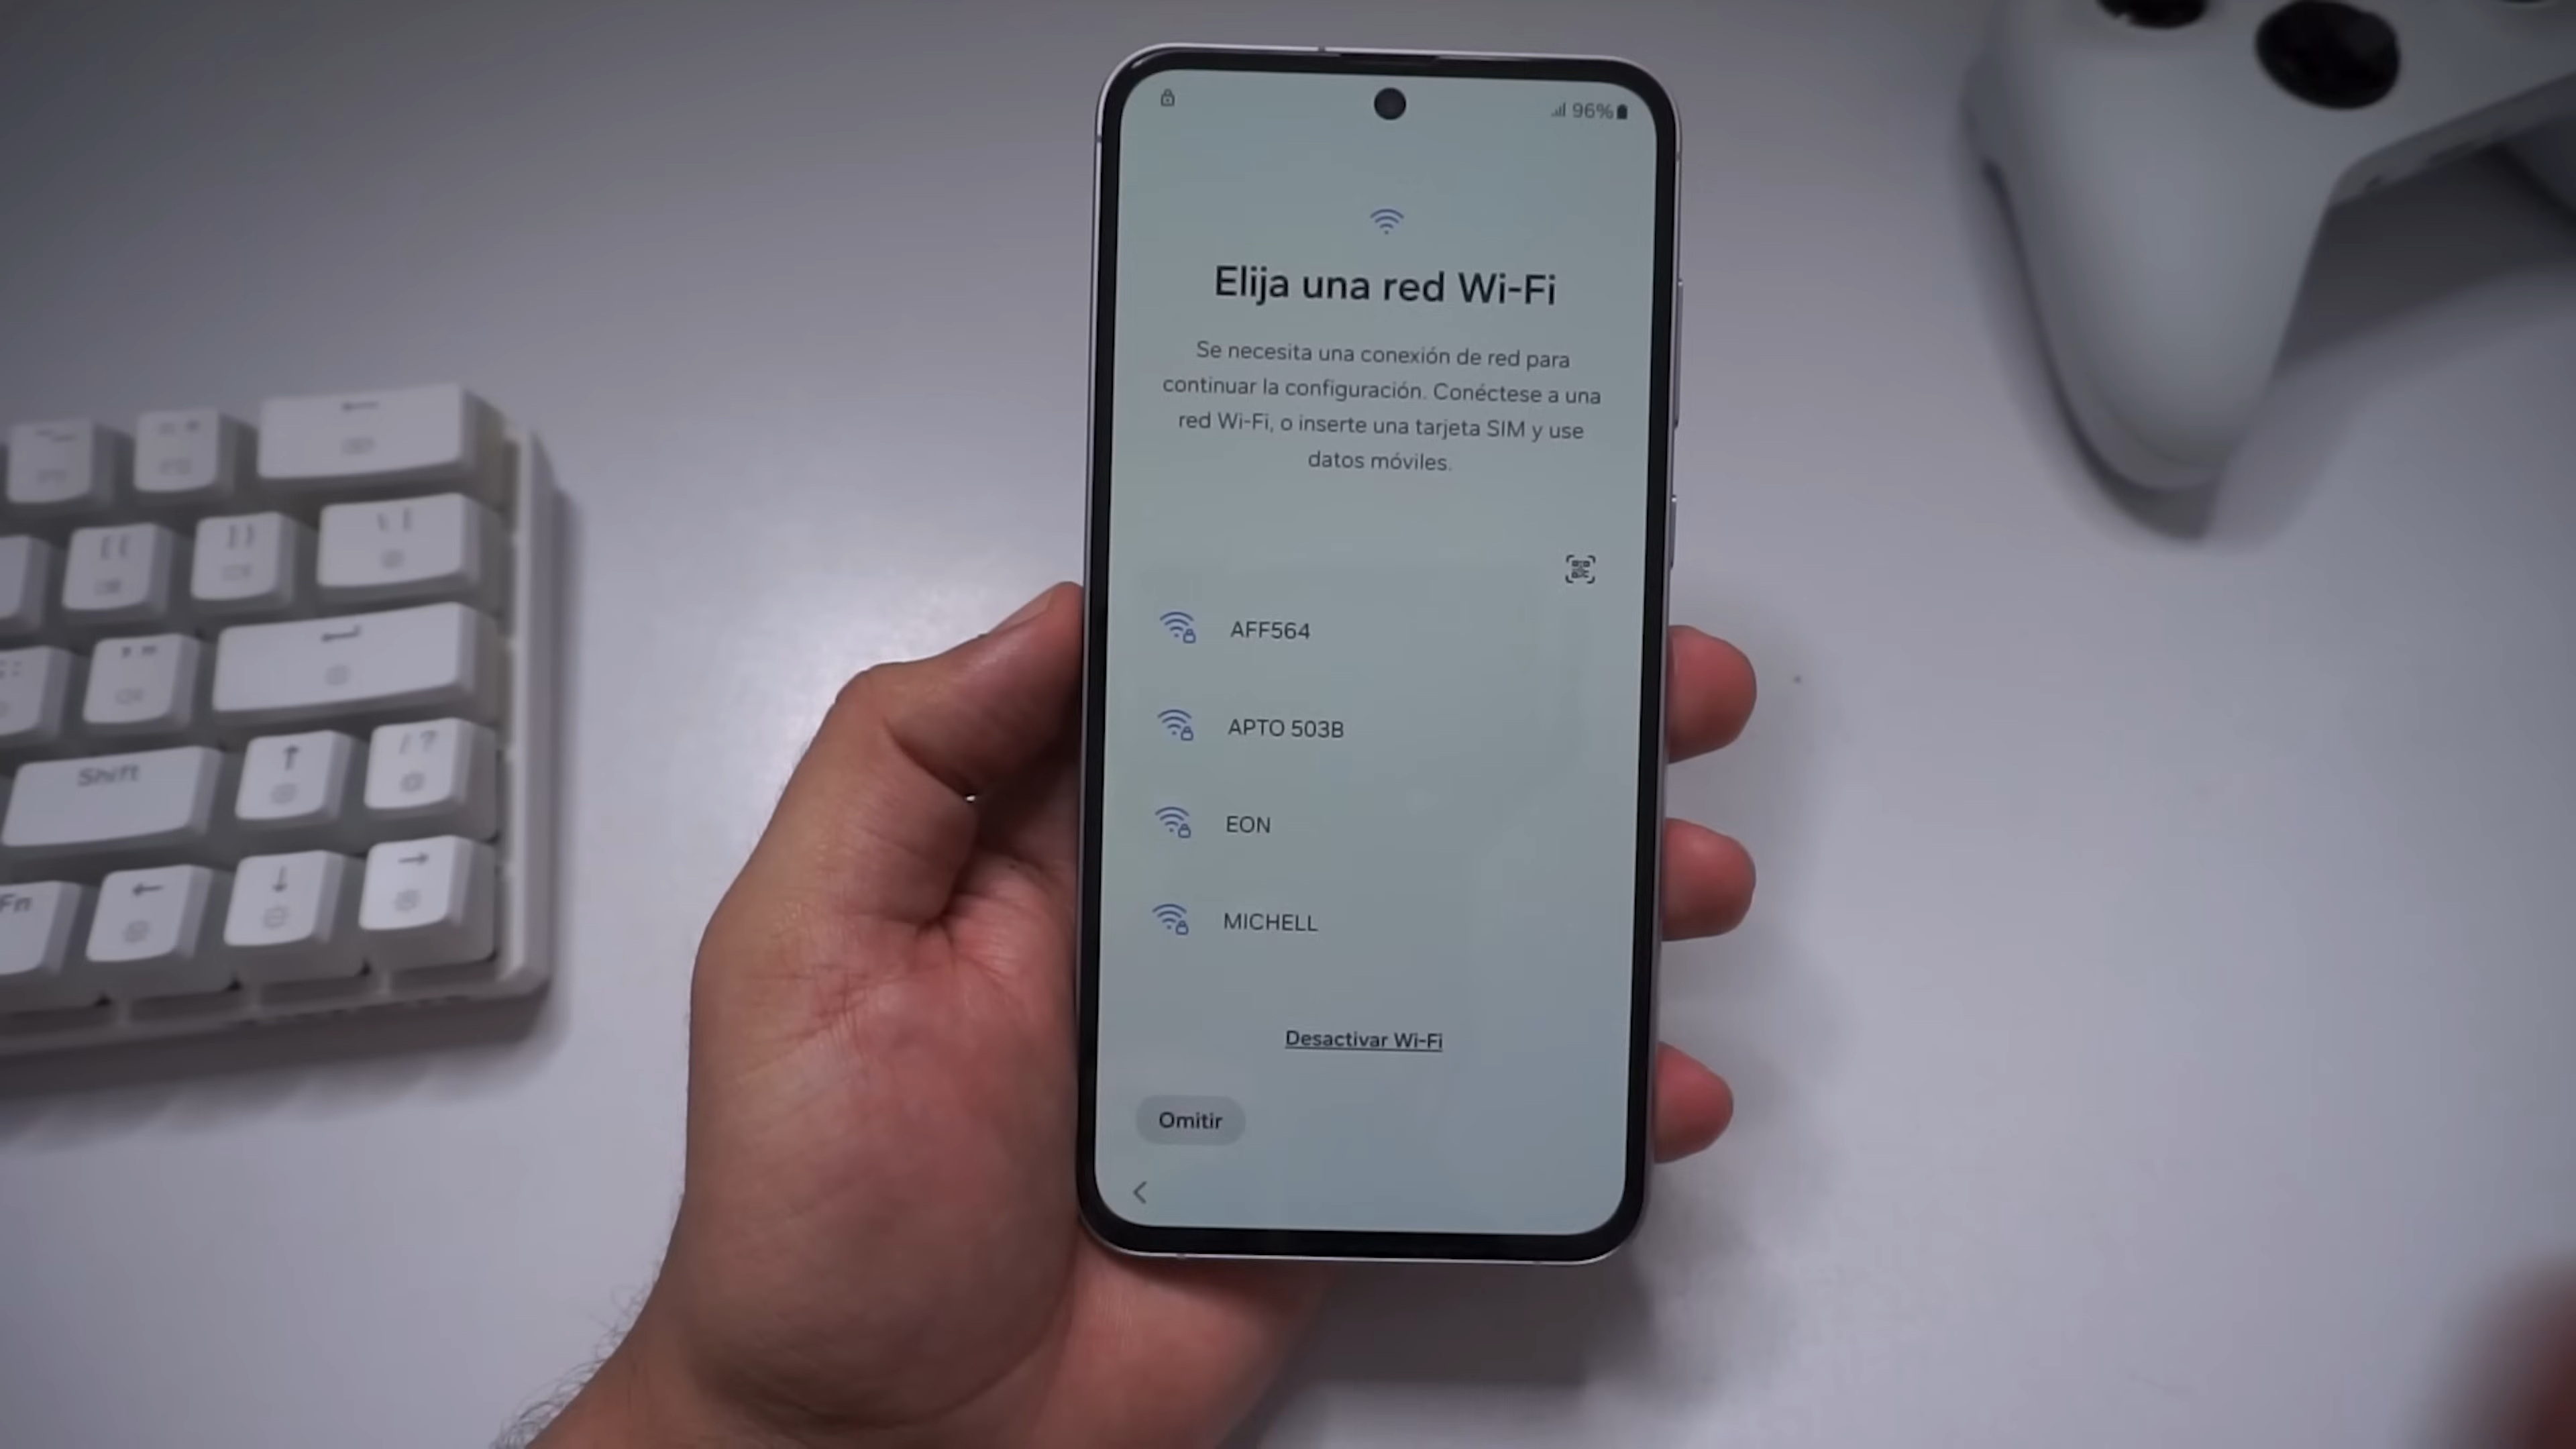 96%
Elija una red Wi-Fi
Se necesita una conexión de red para
continuar la configuración. Conéctese a una
red Wi-Fi, o inserte una tarjeta SIM y use
datos móviles.
AFF564
APTO 503B
EON
MICHELL
Desactivar Wi-Fi
Omitir
Shift
Fn